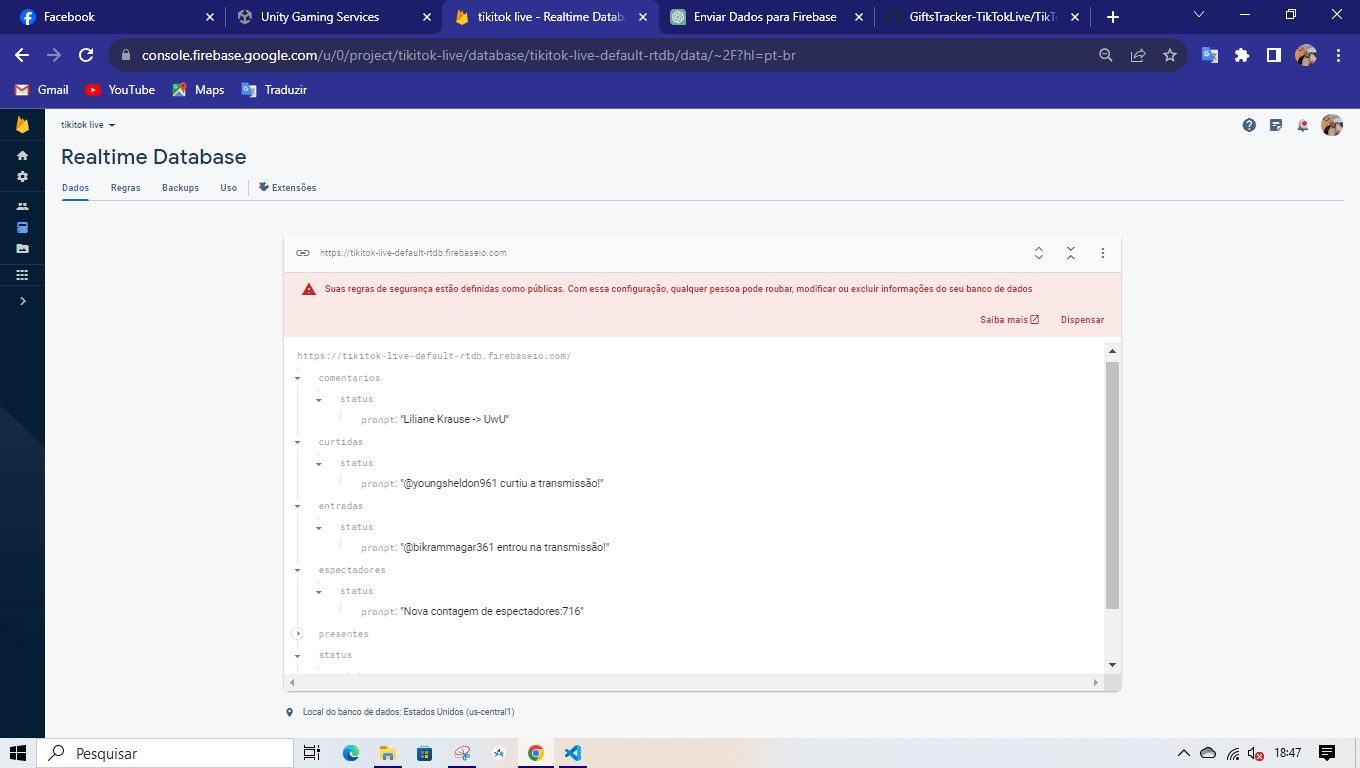 Facebook
Unity Gaming Services
tikitok live - Realtime Datab
Enviar Dados para Firebase
GiftsTracker-TikTokLive/TikT
console.firebase.google.com/u/0/project/tikitok-live/database/tikitok-live-default-rtdb/data/~2F?hl=pt-br
Gmail
YouTube
Maps
Traduzir
tikitok live
Realtime Database
Dados
Regras
Backups
Uso
Extensões
https://tikitok-live-default-rtdb.firebaseio.com
Suas regras de segurança estão definidas como públicas. Com essa configuração, qualquer pessoa pode roubar, modificar ou excluir informações do seu banco de dados
Saiba mais
Dispensar
https://tikitok-live-default-rtdb.firebaseio.com/
comentarios
status
prompt: "Liliane Krause -> UwU"
curtidas
status
prompt: "@youngsheldon961 curtiu a transmissão!"
entradas
status
prompt: "@bikrammagar361 entrou na transmissão!"
espectadores
status
prompt: "Nova contagem de espectadores:716"
presentes
status
Local do banco de dados: Estados Unidos (us-central1)
Pesquisar
18:47